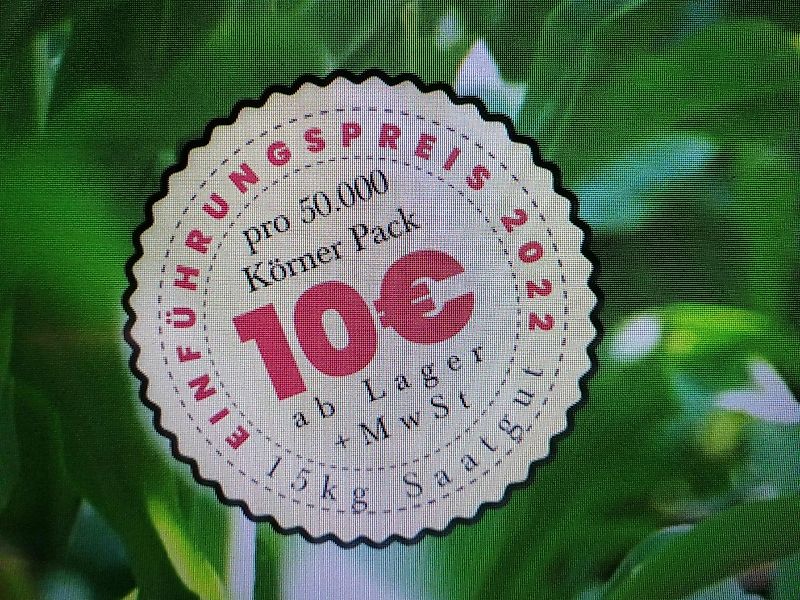 EINFÜHRUNGSPREIS 2022
pro 50.000
Körner Pack
10€
ab Lager
+MwSt
15kg Saatgut